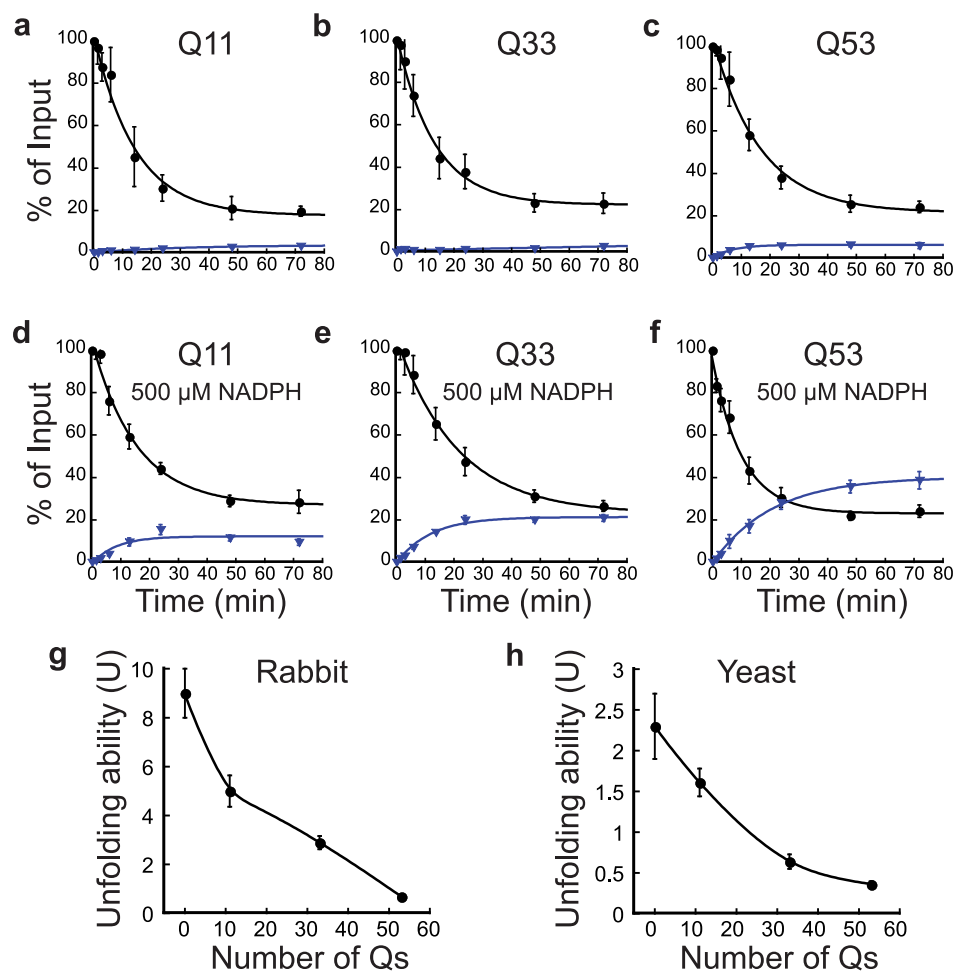 a b c
Q11 Q33 Q53
% of Input
100 80 60 40 20 0
0 10 20 30 40 50 60 70 80
100 80 60 40 20 0
0 10 20 30 40 50 60 70 80
100 80 60 40 20 0
0 10 20 30 40 50 60 70 80
d e f
Q11 Q33 Q53
500 µM NADPH 500 µM NADPH 500 µM NADPH
% of Input
100 80 60 40 20 0
0 10 20 30 40 50 60 70 80
100 80 60 40 20 0
0 10 20 30 40 50 60 70 80
100 80 60 40 20 0
0 10 20 30 40 50 60 70 80
Time (min) Time (min) Time (min)
g
Rabbit
Unfolding ability (U)
10 8 6 4 2 0
0 10 20 30 40 50 60
Number of Qs
h
Yeast
Unfolding ability (U)
3 2.5 2 1.5 1 0.5 0
0 10 20 30 40 50 60
Number of Qs